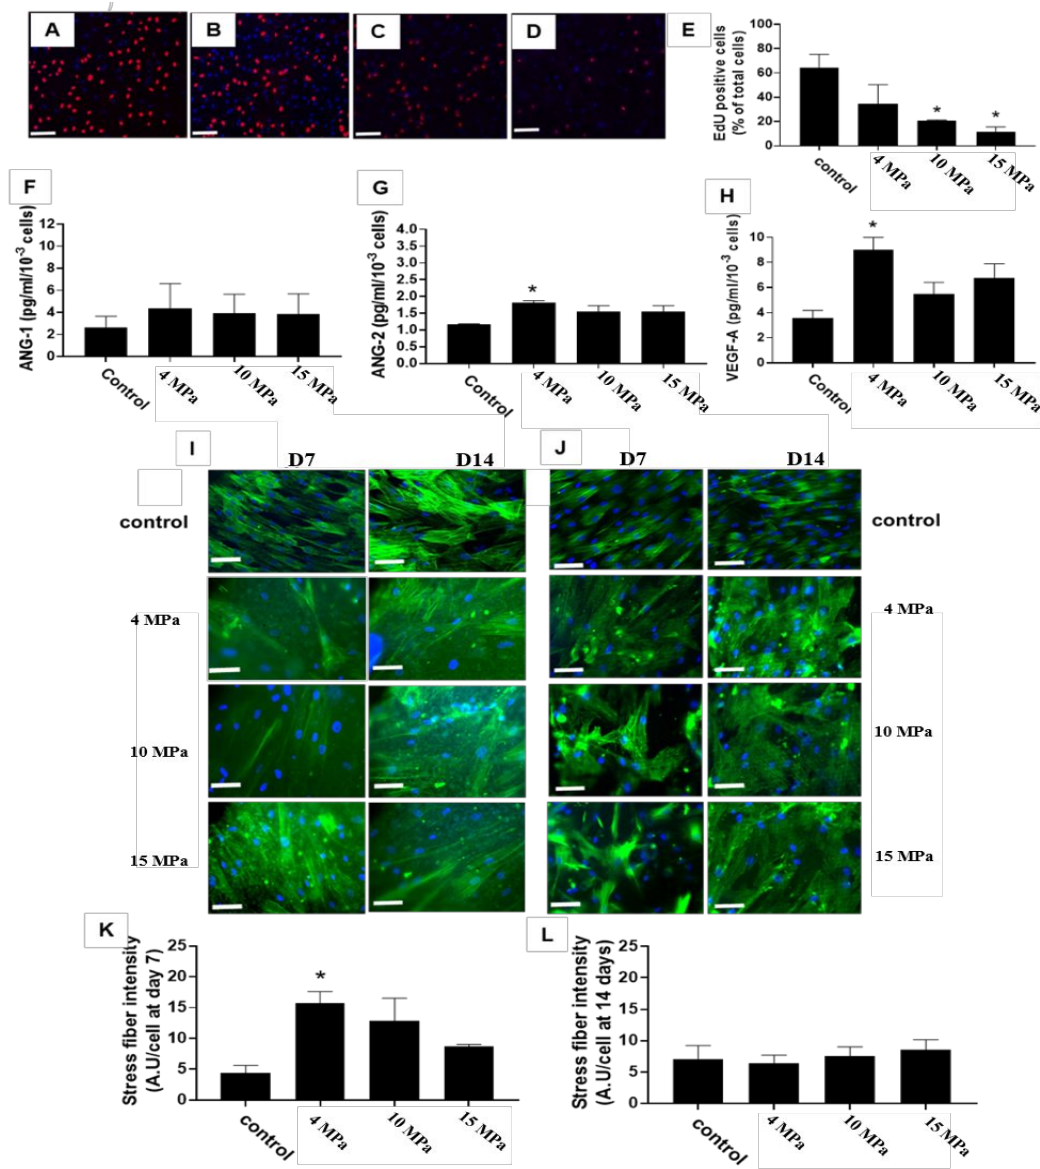 A
B
C
D
E
EdU positive cells
(% of total cells)
100
80
60
40
20
0
control
4 MPa
10 MPa
15 MPa
*
*
F
ANG-1 (pg/ml/10⁻³ cells)
12
10
8
6
4
2
0
Control
4 MPa
10 MPa
15 MPa
G
ANG-2 (pg/ml/10⁻³ cells)
4.0
3.5
3.0
2.5
2.0
1.5
1.0
0.5
0.0
*
Control
4 MPa
10 MPa
15 MPa
H
VEGF-A (pg/ml/10⁻³ cells)
10
8
6
4
2
0
*
Control
4 MPa
10 MPa
15 MPa
I
D7
D14
J
D7
D14
control
control
4 MPa
4 MPa
10 MPa
10 MPa
15 MPa
15 MPa
K
Stress fiber intensity
(A.U/cell at day 7)
25
20
15
10
5
0
*
control
4 MPa
10 MPa
15 MPa
L
Stress fiber intensity
(A.U/cell at 14 days)
25
20
15
10
5
0
control
4 MPa
10 MPa
15 MPa